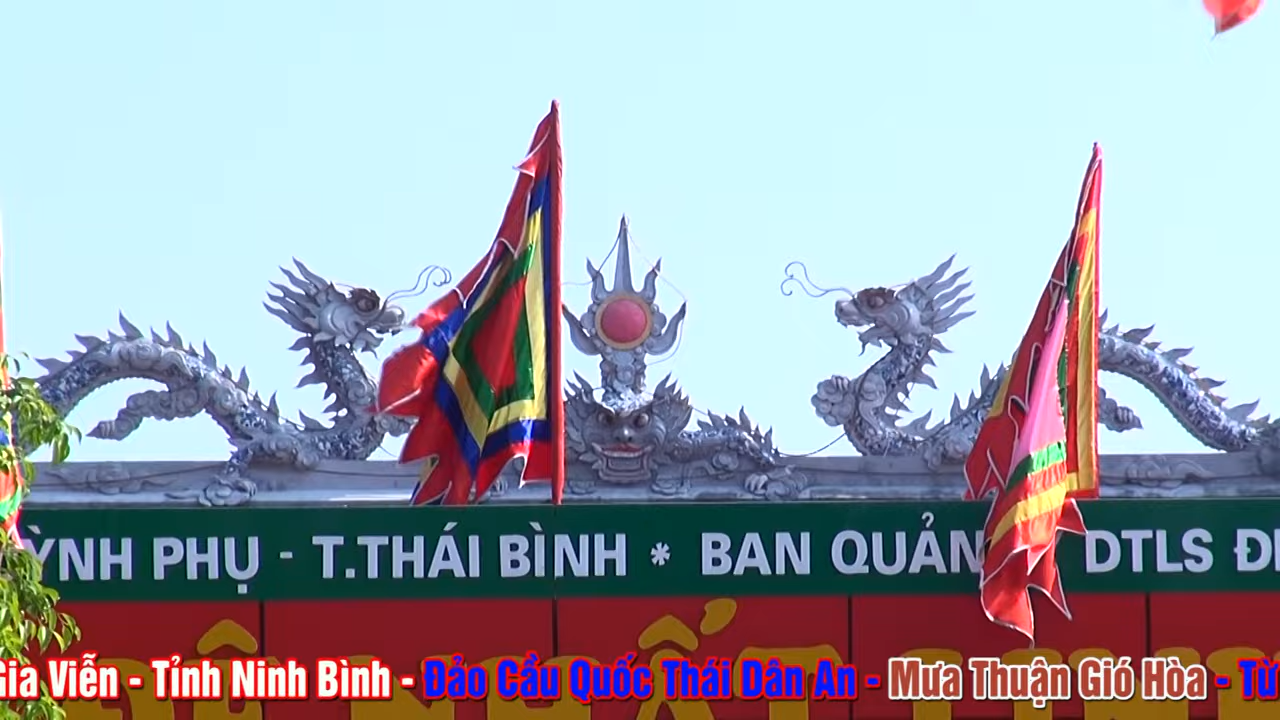 ỲNH PHỤ - T.THÁI BÌNH * BAN QUẢN DTLS
NHẤT
Gia Viễn - Tỉnh Ninh Bình - Đảo Cầu Quốc Thái Dân An - Mưa Thuận Gió Hòa - Từ